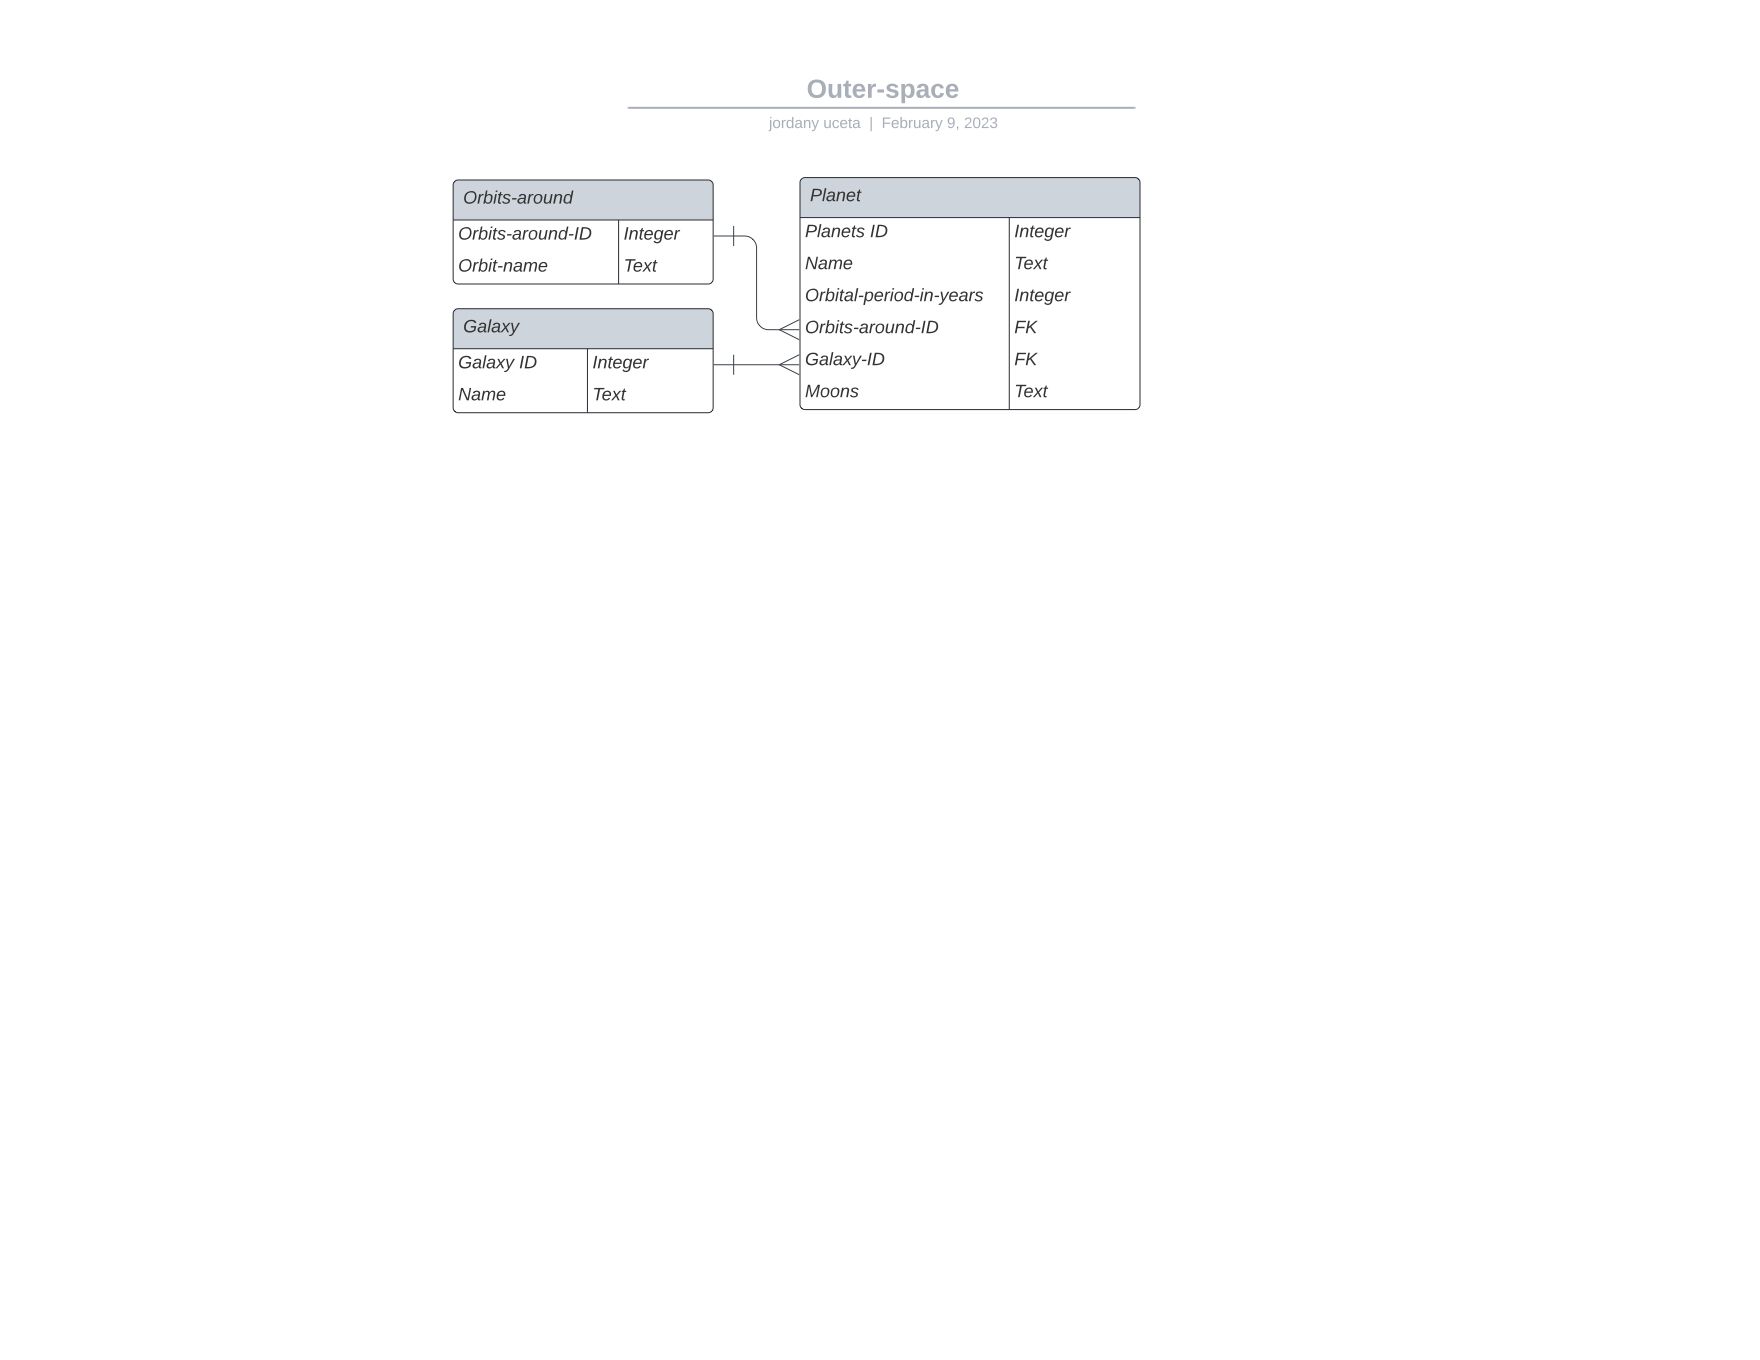 Outer-space
jordany uceta | February 9, 2023
Orbits-around
Orbits-around-ID Integer
Orbit-name Text
Galaxy
Galaxy ID Integer
Name Text
Planet
Planets ID Integer
Name Text
Orbital-period-in-years Integer
Orbits-around-ID FK
Galaxy-ID FK
Moons Text